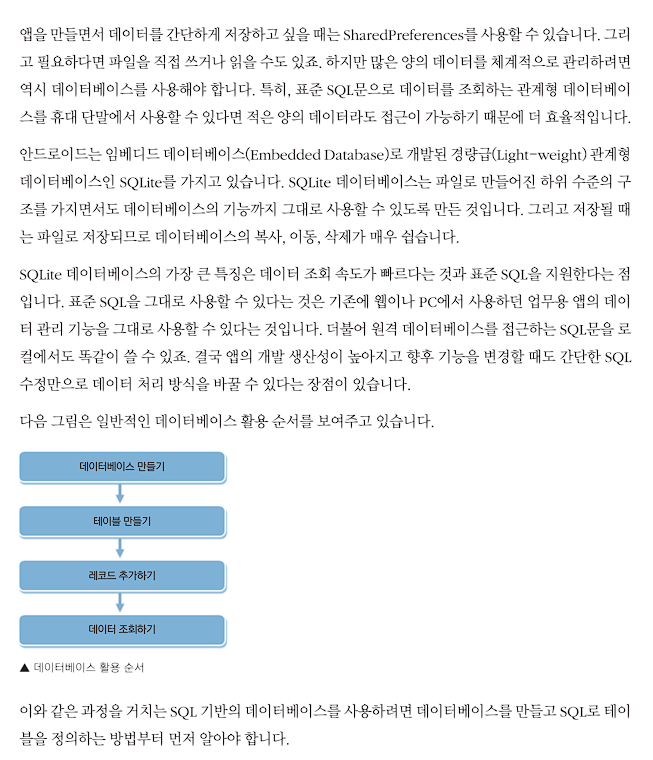 앱을 만들면서 데이터를 간단하게 저장하고 싶을 때는 SharedPreferences를 사용할 수 있습니다. 그리
고 필요하다면 파일을 직접 쓰거나 읽을 수도 있죠. 하지만 많은 양의 데이터를 체계적으로 관리하려면
역시 데이터베이스를 사용해야 합니다. 특히, 표준 SQL문으로 데이터를 조회하는 관계형 데이터베이
스를 휴대 단말에서 사용할 수 있다면 적은 양의 데이터라도 접근이 가능하기 때문에 더 효율적입니다.
안드로이드는 임베디드 데이터베이스(Embedded Database)로 개발된 경량급(Light-weight) 관계형
데이터베이스인 SQLite를 가지고 있습니다. SQLite 데이터베이스는 파일로 만들어진 하위 수준의 구
조를 가지면서도 데이터베이스의 기능까지 그대로 사용할 수 있도록 만든 것입니다. 그리고 저장될 때
는 파일로 저장되므로 데이터베이스의 복사, 이동, 삭제가 매우 쉽습니다.
SQLite 데이터베이스의 가장 큰 특징은 데이터 조회 속도가 빠르다는 것과 표준 SQL을 지원한다는 점
입니다. 표준 SQL을 그대로 사용할 수 있다는 것은 기존에 웹이나 PC에서 사용하던 업무용 앱의 데이
터 관리 기능을 그대로 사용할 수 있다는 것입니다. 더불어 원격 데이터베이스를 접근하는 SQL문을 로
컬에서도 똑같이 쓸 수 있죠. 결국 앱의 개발 생산성이 높아지고 향후 기능을 변경할 때도 간단한 SQL
수정만으로 데이터 처리 방식을 바꿀 수 있다는 장점이 있습니다.
다음 그림은 일반적인 데이터베이스 활용 순서를 보여주고 있습니다.
데이터베이스 만들기
테이블 만들기
레코드 추가하기
데이터 조회하기
▲ 데이터베이스 활용 순서
이와 같은 과정을 거치는 SQL 기반의 데이터베이스를 사용하려면 데이터베이스를 만들고 SQL로 테이
블을 정의하는 방법부터 먼저 알아야 합니다.